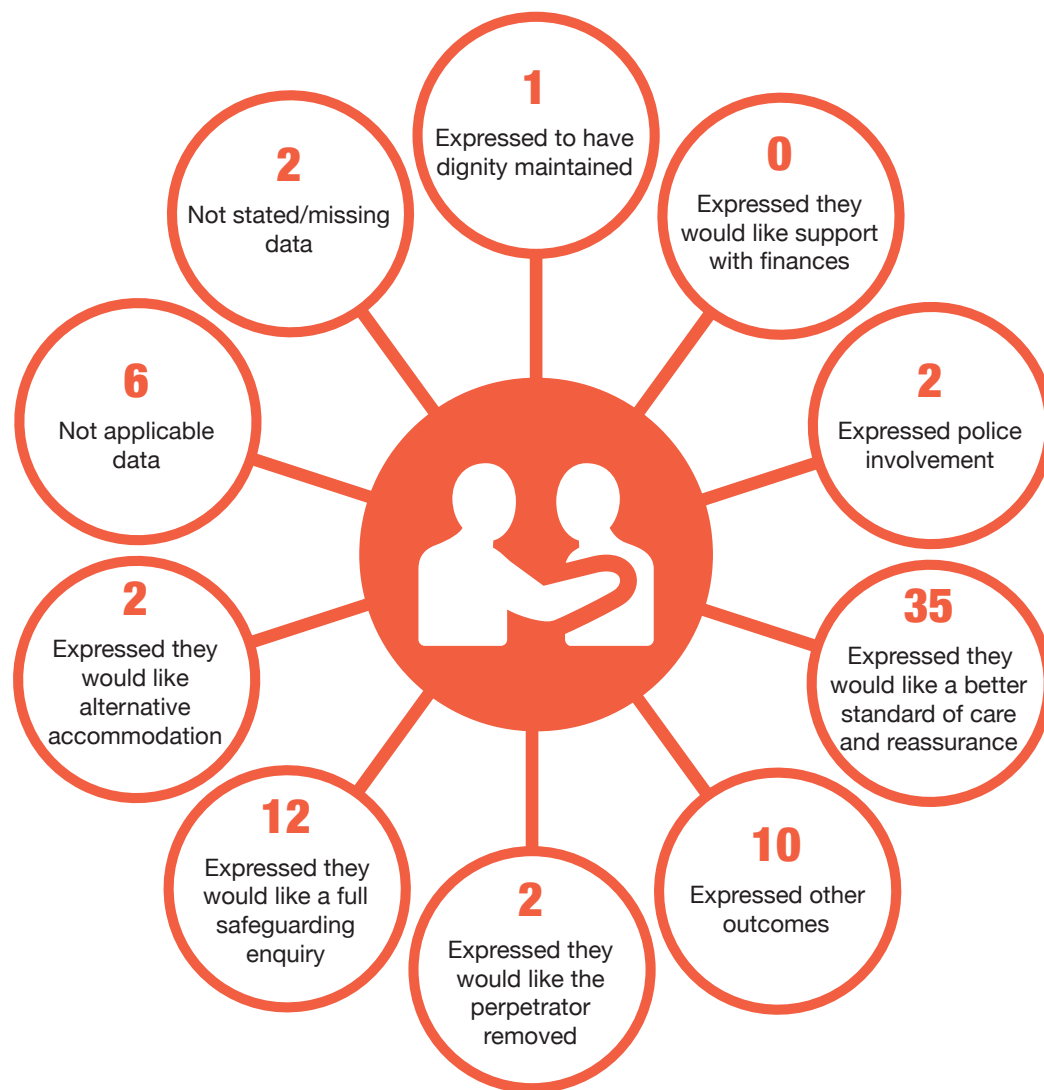 1
Expressed to have
dignity maintained
0
Expressed they
would like support
with finances
2
Expressed police
involvement
35
Expressed they
would like a better
standard of care
and reassurance
10
Expressed other
outcomes
2
Expressed they
would like the
perpetrator
removed
12
Expressed they
would like a full
safeguarding
enquiry
2
Expressed they
would like
alternative
accommodation
6
Not applicable
data
2
Not stated/missing
data